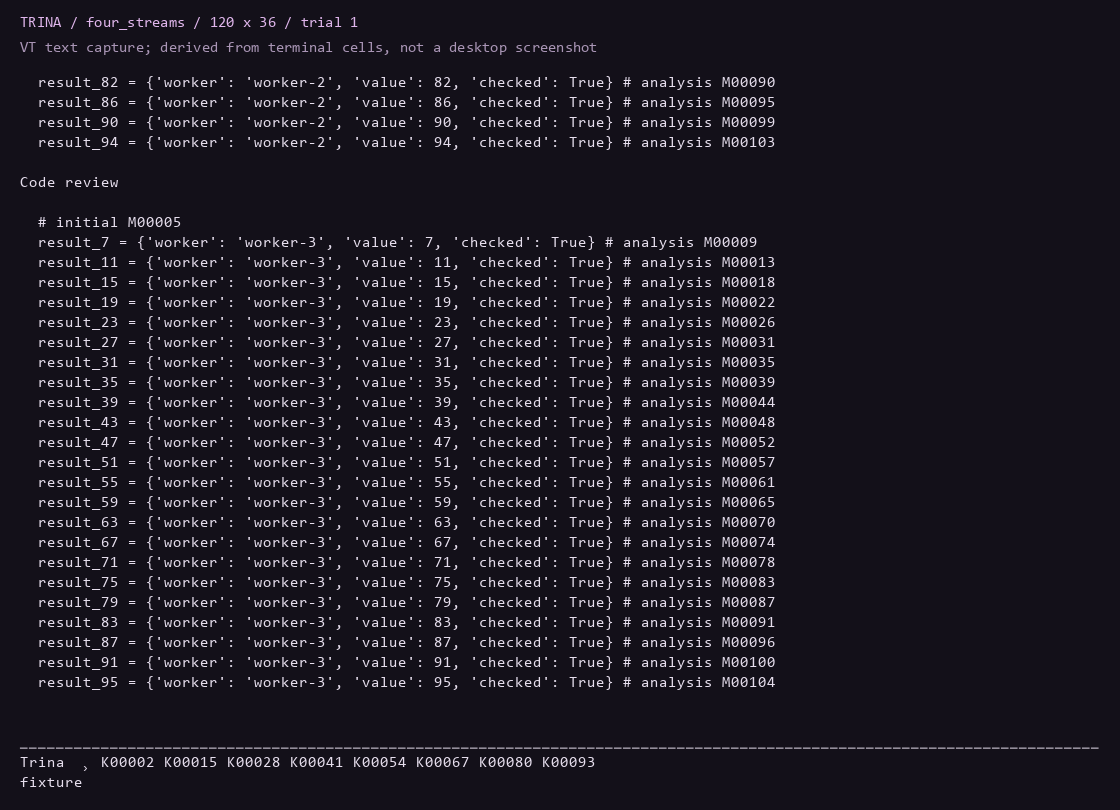 TRINA / four_streams / 120 x 36 / trial 1
VT text capture; derived from terminal cells, not a desktop screenshot
result_82 = {'worker': 'worker-2', 'value': 82, 'checked': True} # analysis M00090
result_86 = {'worker': 'worker-2', 'value': 86, 'checked': True} # analysis M00095
result_90 = {'worker': 'worker-2', 'value': 90, 'checked': True} # analysis M00099
result_94 = {'worker': 'worker-2', 'value': 94, 'checked': True} # analysis M00103
Code review
# initial M00005
result_7 = {'worker': 'worker-3', 'value': 7, 'checked': True} # analysis M00009
result_11 = {'worker': 'worker-3', 'value': 11, 'checked': True} # analysis M00013
result_15 = {'worker': 'worker-3', 'value': 15, 'checked': True} # analysis M00018
result_19 = {'worker': 'worker-3', 'value': 19, 'checked': True} # analysis M00022
result_23 = {'worker': 'worker-3', 'value': 23, 'checked': True} # analysis M00026
result_27 = {'worker': 'worker-3', 'value': 27, 'checked': True} # analysis M00031
result_31 = {'worker': 'worker-3', 'value': 31, 'checked': True} # analysis M00035
result_35 = {'worker': 'worker-3', 'value': 35, 'checked': True} # analysis M00039
result_39 = {'worker': 'worker-3', 'value': 39, 'checked': True} # analysis M00044
result_43 = {'worker': 'worker-3', 'value': 43, 'checked': True} # analysis M00048
result_47 = {'worker': 'worker-3', 'value': 47, 'checked': True} # analysis M00052
result_51 = {'worker': 'worker-3', 'value': 51, 'checked': True} # analysis M00057
result_55 = {'worker': 'worker-3', 'value': 55, 'checked': True} # analysis M00061
result_59 = {'worker': 'worker-3', 'value': 59, 'checked': True} # analysis M00065
result_63 = {'worker': 'worker-3', 'value': 63, 'checked': True} # analysis M00070
result_67 = {'worker': 'worker-3', 'value': 67, 'checked': True} # analysis M00074
result_71 = {'worker': 'worker-3', 'value': 71, 'checked': True} # analysis M00078
result_75 = {'worker': 'worker-3', 'value': 75, 'checked': True} # analysis M00083
result_79 = {'worker': 'worker-3', 'value': 79, 'checked': True} # analysis M00087
result_83 = {'worker': 'worker-3', 'value': 83, 'checked': True} # analysis M00091
result_87 = {'worker': 'worker-3', 'value': 87, 'checked': True} # analysis M00096
result_91 = {'worker': 'worker-3', 'value': 91, 'checked': True} # analysis M00100
result_95 = {'worker': 'worker-3', 'value': 95, 'checked': True} # analysis M00104
Trina › K00002 K00015 K00028 K00041 K00054 K00067 K00080 K00093
fixture